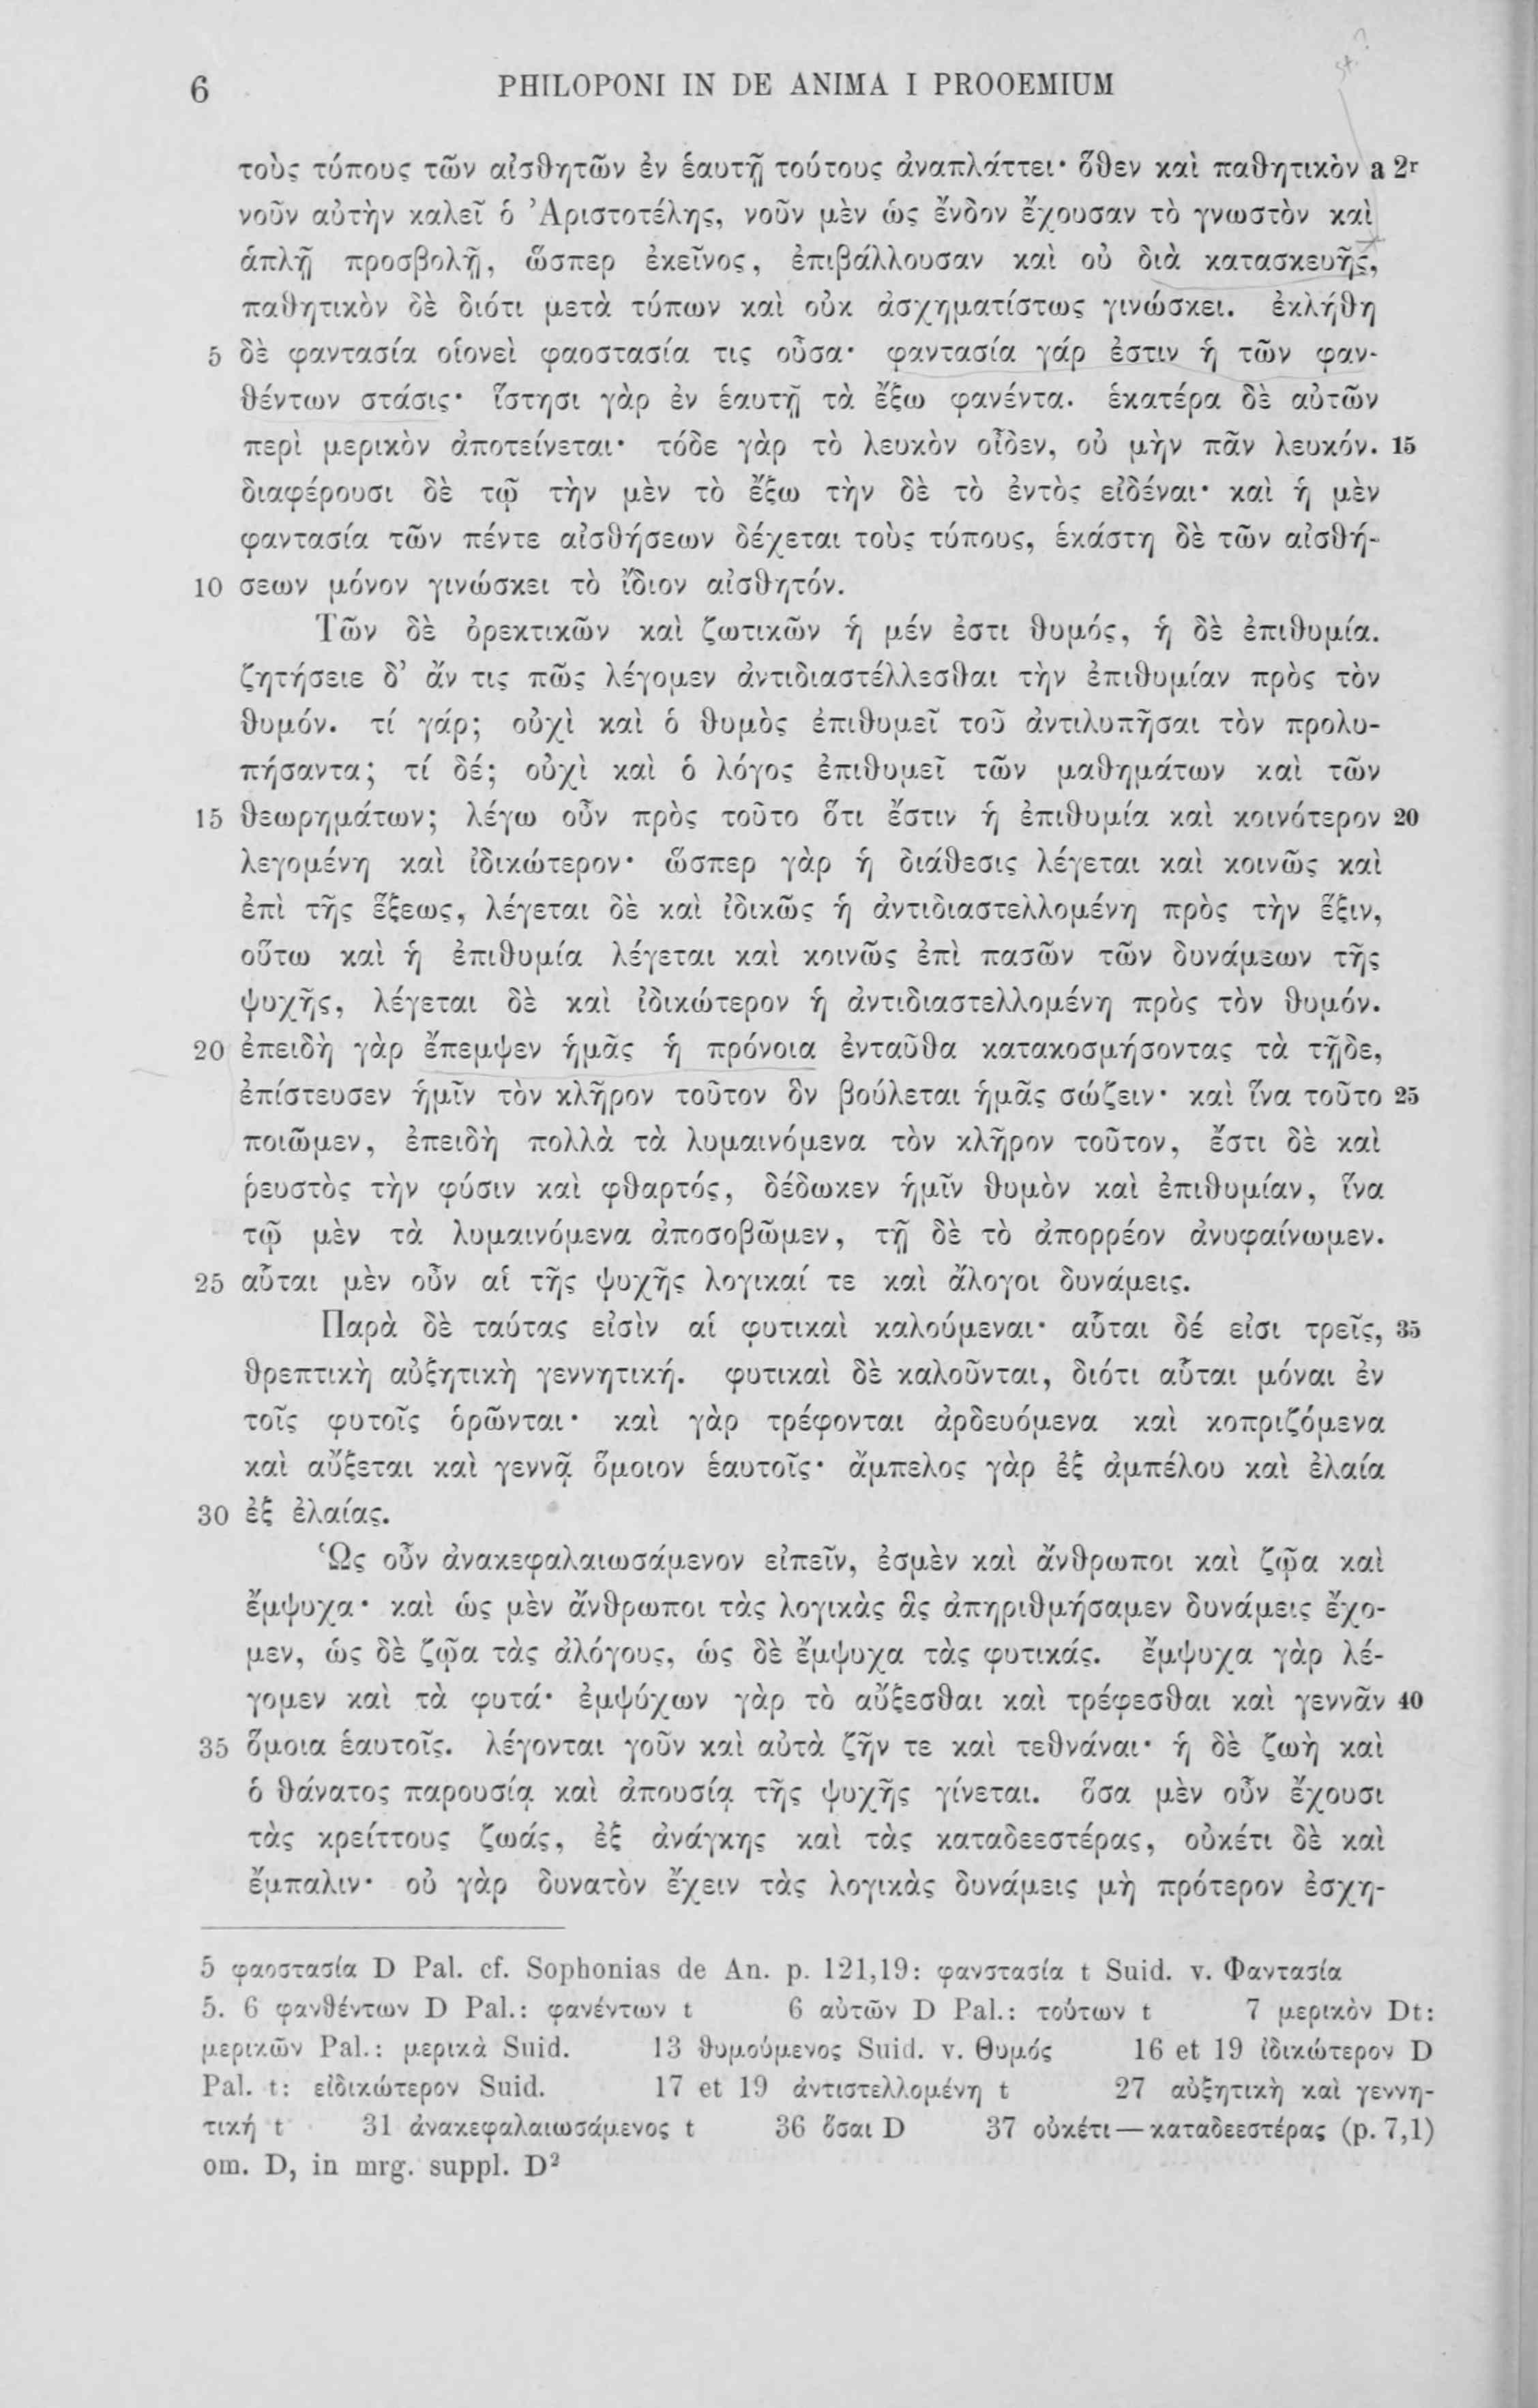 6 PHILOPONI IN DE ANIMA I PROOEMIUM
τοὺς τύπους τῶν αἰσθητῶν ἐν ἑαυτῇ τούτους ἀναπλάττει· ὅθεν καὶ παθητικὸν a 2r
νοῦν αὐτὴν καλεῖ ὁ Ἀριστοτέλης, νοῦν μὲν ὡς ἔνδον ἔχουσαν τὸ γνωστὸν καὶ
ἁπλῇ προσβολῇ, ὥσπερ ἐκεῖνος, ἐπιβάλλουσαν καὶ οὐ διὰ κατασκευῆς,
παθητικὸν δὲ διότι μετὰ τύπων καὶ οὐκ ἀσχηματίστως γινώσκει. ἐκλήθη
5 δὲ φαντασία οἱονεὶ φαοστασία τις οὖσα· φαντασία γάρ ἐστιν ἡ τῶν φαν-
θέντων στάσις· ἵστησι γὰρ ἐν ἑαυτῇ τὰ ἔξω φανέντα. ἑκατέρα δὲ αὐτῶν
περὶ μερικὸν ἀποτείνεται· τόδε γὰρ τὸ λευκὸν οἶδεν, οὐ μὴν πᾶν λευκόν. 15
διαφέρουσι δὲ τῷ τὴν μὲν τὸ ἔξω τὴν δὲ τὸ ἐντὸς εἰδέναι· καὶ ἡ μὲν
φαντασία τῶν πέντε αἰσθήσεων δέχεται τοὺς τύπους, ἑκάστη δὲ τῶν αἰσθή-
10 σεων μόνον γινώσκει τὸ ἴδιον αἰσθητόν.
Τῶν δὲ ὀρεκτικῶν καὶ ζωτικῶν ἡ μέν ἐστι θυμός, ἡ δὲ ἐπιθυμία.
ζητήσειε δ’ ἄν τις πῶς λέγομεν ἀντιδιαστέλλεσθαι τὴν ἐπιθυμίαν πρὸς τὸν
θυμόν. τί γάρ; οὐχὶ καὶ ὁ θυμὸς ἐπιθυμεῖ τοῦ ἀντιλυπῆσαι τὸν προλυ-
πήσαντα; τί δέ; οὐχὶ καὶ ὁ λόγος ἐπιθυμεῖ τῶν μαθημάτων καὶ τῶν
15 θεωρημάτων; λέγω οὖν πρὸς τοῦτο ὅτι ἔστιν ἡ ἐπιθυμία καὶ κοινότερον 20
λεγομένη καὶ ἰδικώτερον· ὥσπερ γὰρ ἡ διάθεσις λέγεται καὶ κοινῶς καὶ
ἐπὶ τῆς ἕξεως, λέγεται δὲ καὶ ἰδικῶς ἡ ἀντιδιαστελλομένη πρὸς τὴν ἕξιν,
οὕτω καὶ ἡ ἐπιθυμία λέγεται καὶ κοινῶς ἐπὶ πασῶν τῶν δυνάμεων τῆς
ψυχῆς, λέγεται δὲ καὶ ἰδικώτερον ἡ ἀντιδιαστελλομένη πρὸς τὸν θυμόν.
20 ἐπειδὴ γὰρ ἔπεμψεν ἡμᾶς ἡ πρόνοια ἐνταῦθα κατακοσμήσοντας τὰ τῇδε,
ἐπίστευσεν ἡμῖν τὸν κλῆρον τοῦτον ὃν βούλεται ἡμᾶς σώζειν· καὶ ἵνα τοῦτο 25
ποιῶμεν, ἐπειδὴ πολλὰ τὰ λυμαινόμενα τὸν κλῆρον τοῦτον, ἔστι δὲ καὶ
ῥευστὸς τὴν φύσιν καὶ φθαρτός, δέδωκεν ἡμῖν θυμὸν καὶ ἐπιθυμίαν, ἵνα
τῷ μὲν τὰ λυμαινόμενα ἀποσοβῶμεν, τῇ δὲ τὸ ἀπορρέον ἀνυφαίνωμεν.
25 αὗται μὲν οὖν αἱ τῆς ψυχῆς λογικαί τε καὶ ἄλογοι δυνάμεις.
Παρὰ δὲ ταύτας εἰσὶν αἱ φυτικαὶ καλούμεναι· αὗται δέ εἰσι τρεῖς, 35
θρεπτικὴ αὐξητικὴ γεννητική. φυτικαὶ δὲ καλοῦνται, διότι αὗται μόναι ἐν
τοῖς φυτοῖς ὁρῶνται· καὶ γὰρ τρέφονται ἀρδευόμενα καὶ κοπριζόμενα
καὶ αὔξεται καὶ γεννᾷ ὅμοιον ἑαυτοῖς· ἄμπελος γὰρ ἐξ ἀμπέλου καὶ ἐλαία
30 ἐξ ἐλαίας.
Ὡς οὖν ἀνακεφαλαιωσάμενον εἰπεῖν, ἐσμὲν καὶ ἄνθρωποι καὶ ζῷα καὶ
ἔμψυχα· καὶ ὡς μὲν ἄνθρωποι τὰς λογικὰς ἃς ἀπηριθμήσαμεν δυνάμεις ἔχο-
μεν, ὡς δὲ ζῷα τὰς ἀλόγους, ὡς δὲ ἔμψυχα τὰς φυτικάς. ἔμψυχα γὰρ λέ-
γομεν καὶ τὰ φυτά· ἐμψύχων γὰρ τὸ αὔξεσθαι καὶ τρέφεσθαι καὶ γεννᾶν 40
35 ὅμοια ἑαυτοῖς. λέγονται γοῦν καὶ αὐτὰ ζῆν τε καὶ τεθνάναι· ἡ δὲ ζωὴ καὶ
ὁ θάνατος παρουσίᾳ καὶ ἀπουσίᾳ τῆς ψυχῆς γίνεται. ὅσα μὲν οὖν ἔχουσι
τὰς κρείττους ζωάς, ἐξ ἀνάγκης καὶ τὰς καταδεεστέρας, οὐκέτι δὲ καὶ
ἔμπαλιν· οὐ γὰρ δυνατὸν ἔχειν τὰς λογικὰς δυνάμεις μὴ πρότερον ἐσχη-
5 φαοστασία D Pal. cf. Sophonias de An. p. 121,19: φανστασία t Suid. v. Φαντασία
5. 6 φανθέντων D Pal.: φανέντων t 6 αὐτῶν D Pal.: τούτων t 7 μερικὸν Dt:
μερικῶν Pal.: μερικὰ Suid. 13 θυμούμενος Suid. v. Θυμός 16 et 19 ἰδικώτερον D
Pal. t: εἰδικώτερον Suid. 17 et 19 ἀντιστελλομένη t 27 αὐξητικὴ καὶ γεννη-
τική t 31 ἀνακεφαλαιωσάμενος t 36 ὅσαι D 37 οὐκέτι — καταδεεστέρας (p. 7,1)
om. D, in mrg. suppl. D²